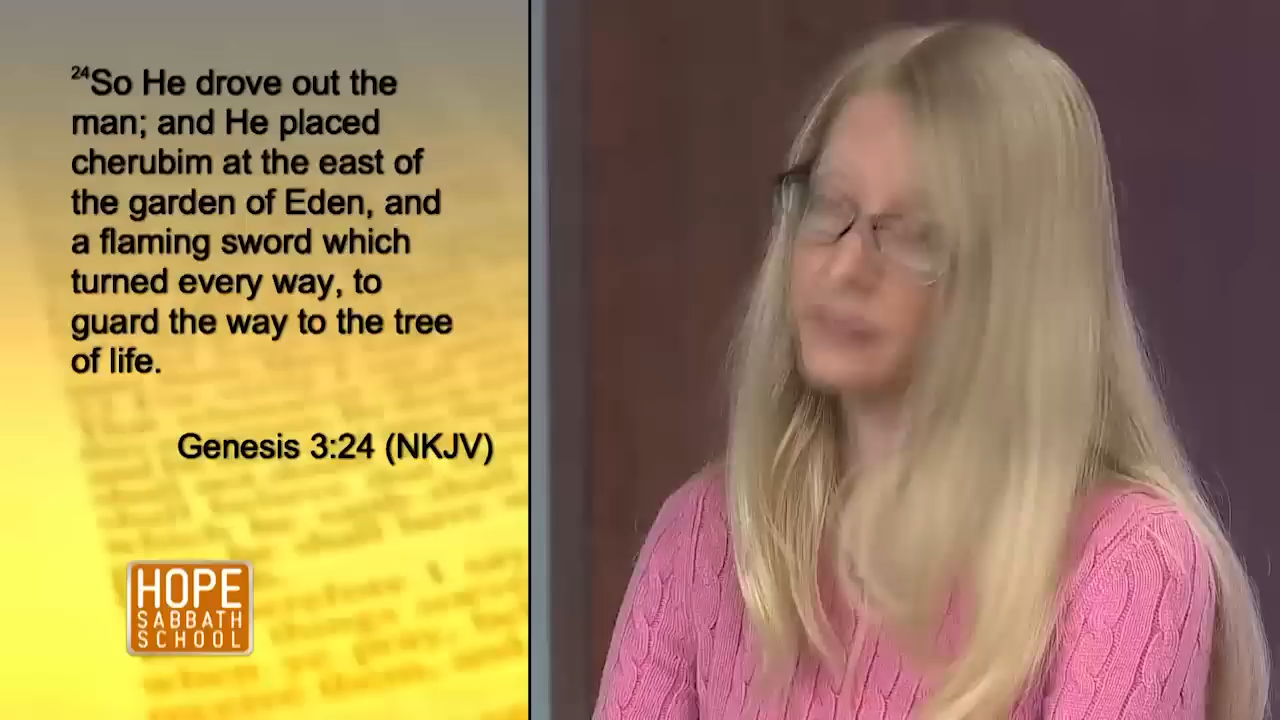 24So He drove out the
man; and He placed
cherubim at the east of
the garden of Eden, and
a flaming sword which
turned every way, to
guard the way to the tree
of life.
Genesis 3:24 (NKJV)
HOPE
SABBATH
SCHOOL